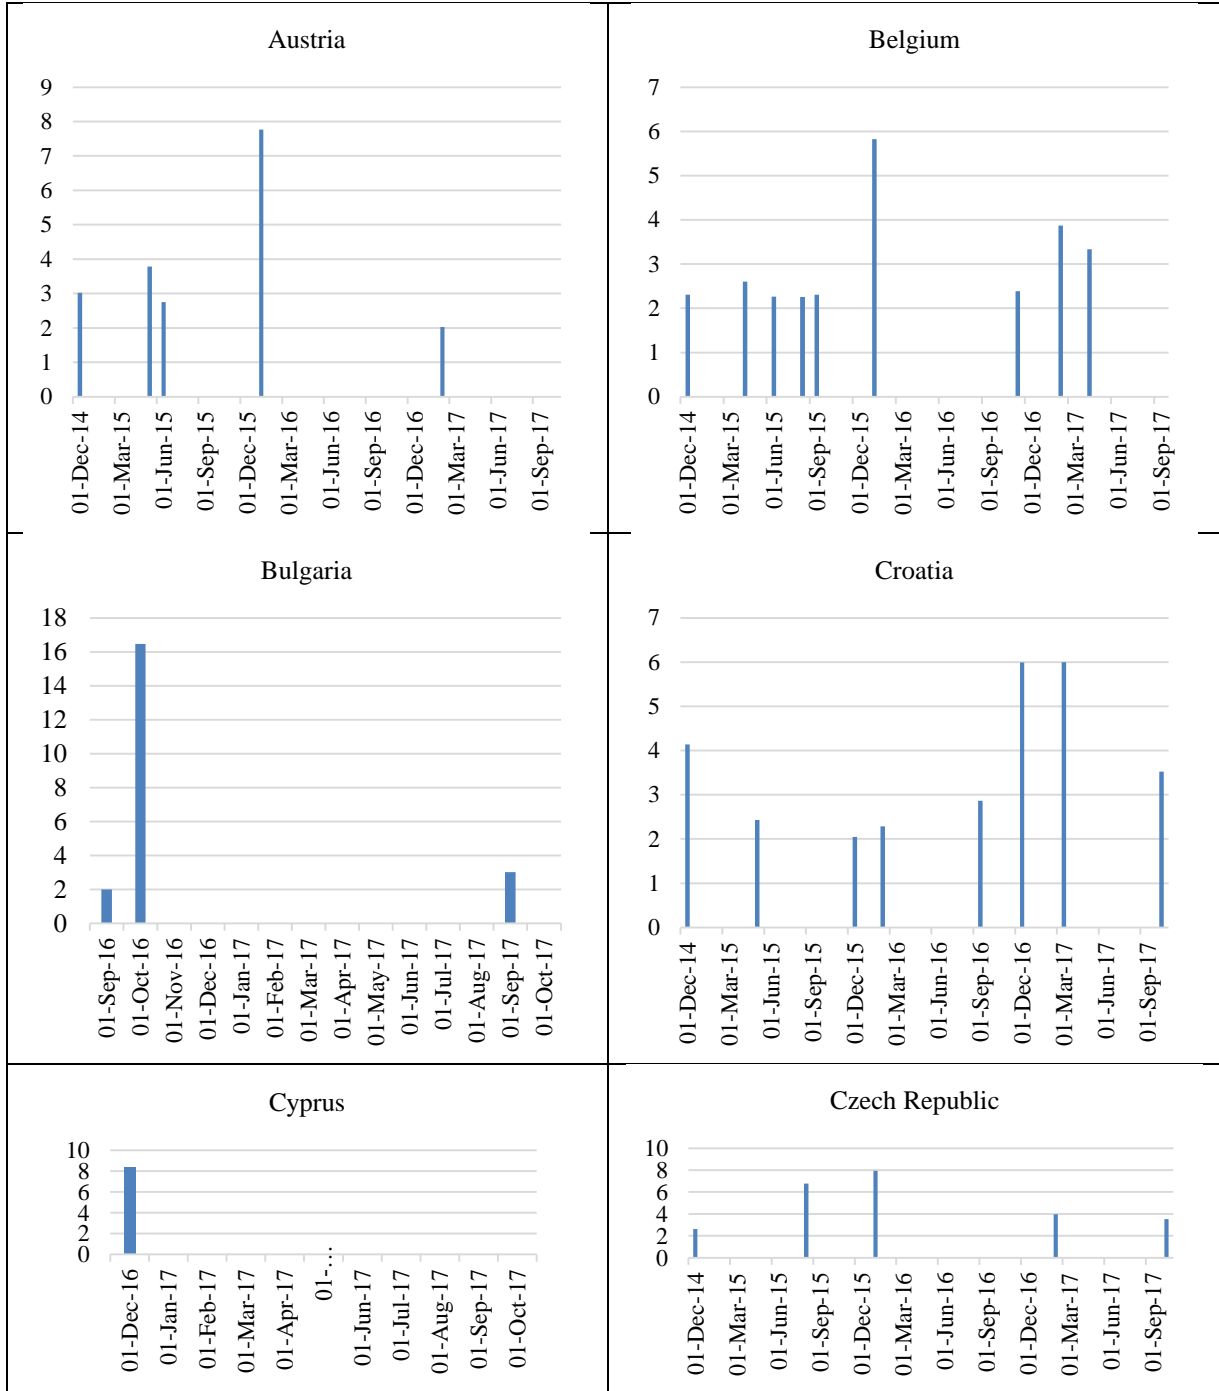 Austria
9
8
7
6
5
4
3
2
1
0
01-Dec-14
01-Mar-15
01-Jun-15
01-Sep-15
01-Dec-15
01-Mar-16
01-Jun-16
01-Sep-16
01-Dec-16
01-Mar-17
01-Jun-17
01-Sep-17
Belgium
7
6
5
4
3
2
1
0
01-Dec-14
01-Mar-15
01-Jun-15
01-Sep-15
01-Dec-15
01-Mar-16
01-Jun-16
01-Sep-16
01-Dec-16
01-Mar-17
01-Jun-17
01-Sep-17
Bulgaria
18
16
14
12
10
8
6
4
2
0
01-Sep-16
01-Oct-16
01-Nov-16
01-Dec-16
01-Jan-17
01-Feb-17
01-Mar-17
01-Apr-17
01-May-17
01-Jun-17
01-Jul-17
01-Aug-17
01-Sep-17
01-Oct-17
Croatia
7
6
5
4
3
2
1
0
01-Dec-14
01-Mar-15
01-Jun-15
01-Sep-15
01-Dec-15
01-Mar-16
01-Jun-16
01-Sep-16
01-Dec-16
01-Mar-17
01-Jun-17
01-Sep-17
Cyprus
10
8
6
4
2
0
01-Dec-16
01-Jan-17
01-Feb-17
01-Mar-17
01-Apr-17
01-…
01-Jun-17
01-Jul-17
01-Aug-17
01-Sep-17
01-Oct-17
Czech Republic
10
8
6
4
2
0
01-Dec-14
01-Mar-15
01-Jun-15
01-Sep-15
01-Dec-15
01-Mar-16
01-Jun-16
01-Sep-16
01-Dec-16
01-Mar-17
01-Jun-17
01-Sep-17